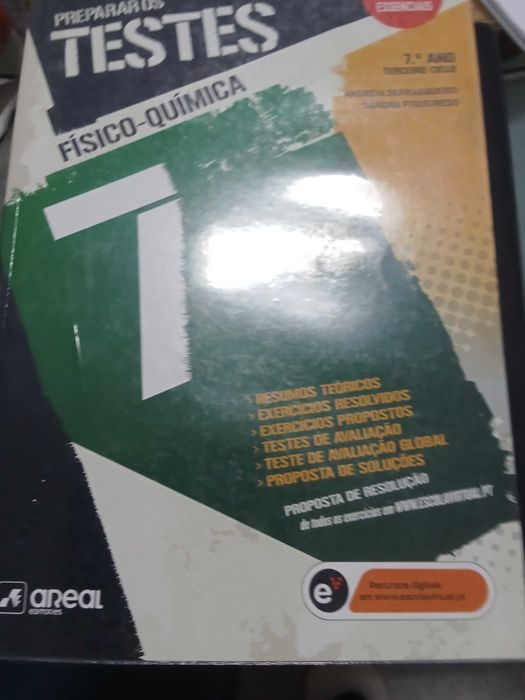 PREPARAR OS
TESTES
ESSENCIAIS
7.º ANO
TERCEIRO CICLO
ANDREIA SERRASQUEIRO
SANDRA FIGUEIREDO
FÍSICO-QUÍMICA
7
> RESUMOS TEÓRICOS
> EXERCÍCIOS RESOLVIDOS
> EXERCÍCIOS PROPOSTOS
> TESTES DE AVALIAÇÃO
> TESTE DE AVALIAÇÃO GLOBAL
> PROPOSTA DE SOLUÇÕES
PROPOSTA DE RESOLUÇÃO
de todos os exercícios em WWW.ESCOLAVIRTUAL.PT
e
Recursos digitais
em www.escolavirtual.pt
areal
editores